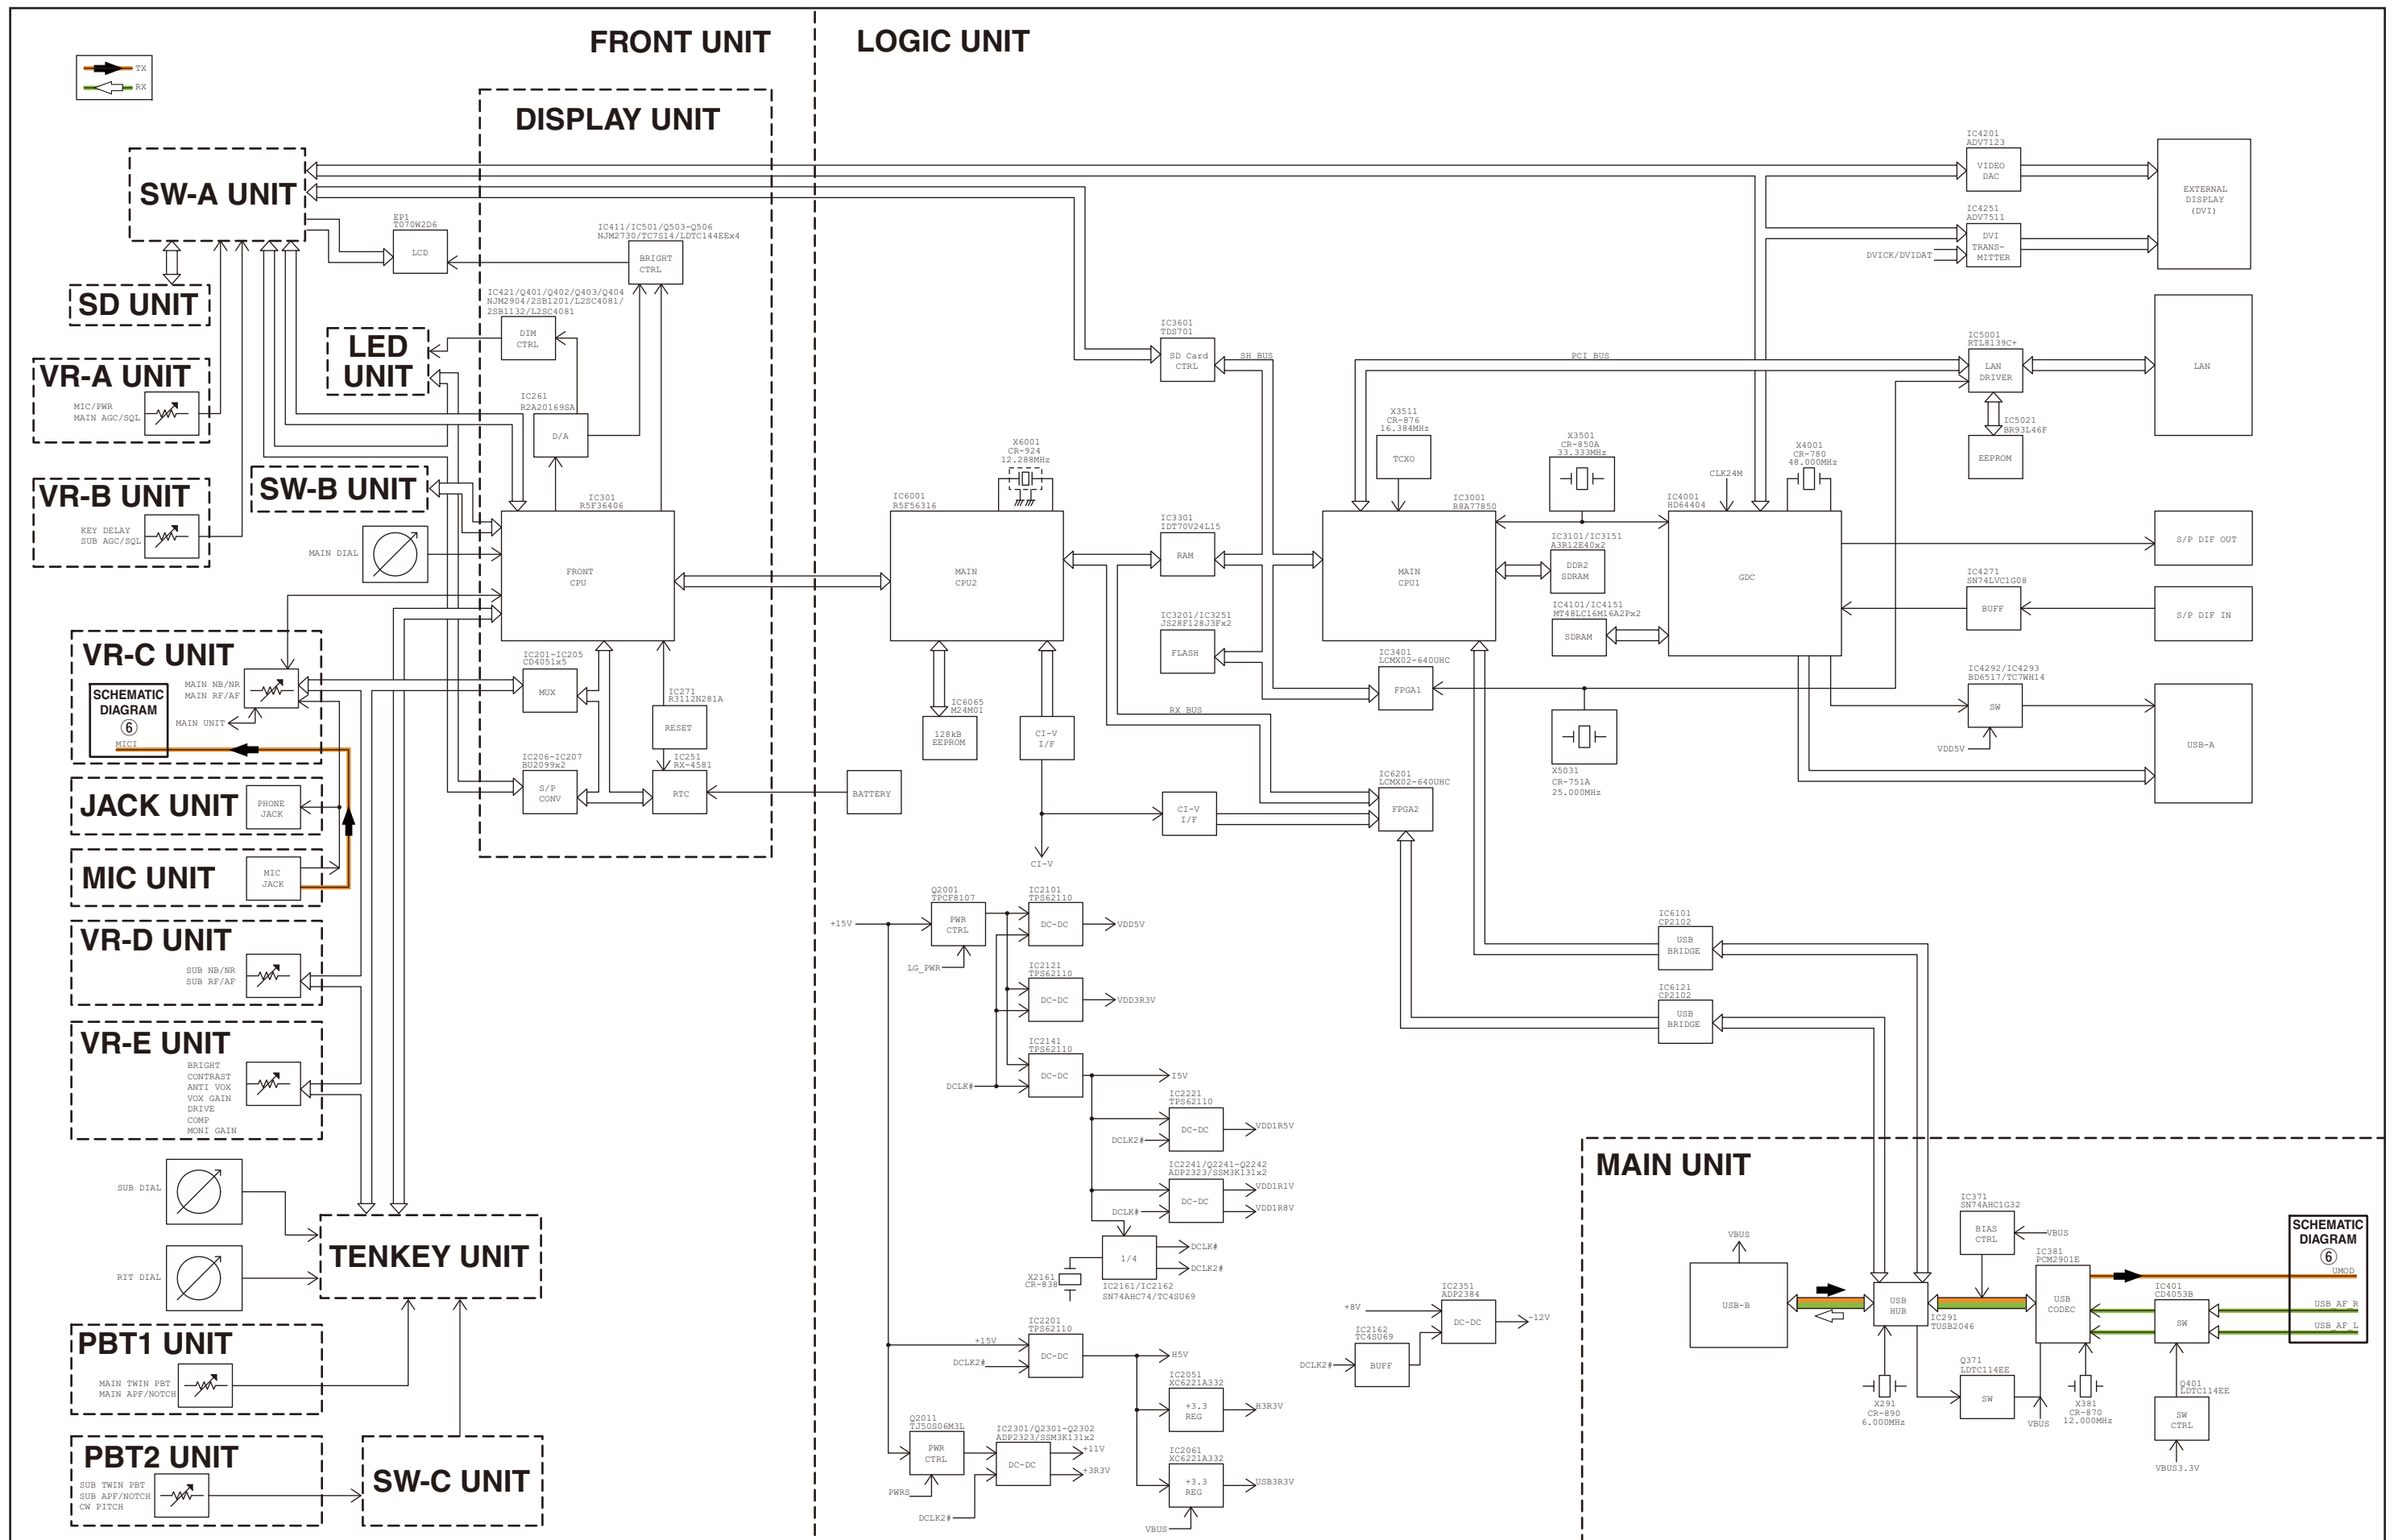 FRONT UNIT
LOGIC UNIT
TX
RX
DISPLAY UNIT
SW-A UNIT
EP1
T070W2D6
LCD
IC411/IC501/Q503-Q506
NJM2730/TC7S14/LDTC144EEx4
BRIGHT
CTRL
SD UNIT
IC421/Q401/Q402/Q403/Q404
NJM2904/2SB1201/L2SC4081/
2SB1132/L2SC4081
DIM
CTRL
LED
UNIT
VR-A UNIT
MIC/PWR
MAIN AGC/SQL
IC261
R2A20169SA
D/A
VR-B UNIT
KEY DELAY
SUB AGC/SQL
SW-B UNIT
MAIN DIAL
IC301
R5F36406
FRONT
CPU
VR-C UNIT
MAIN NB/NR
MAIN RF/AF
SCHEMATIC
DIAGRAM
⑥
MICI
MAIN UNIT
IC201-IC205
CD4051x5
MUX
IC271
R3112N281A
RESET
IC206-IC207
BU2099x2
S/P
CONV
IC251
RX-4581
RTC
BATTERY
JACK UNIT
PHONE
JACK
MIC UNIT
MIC
JACK
VR-D UNIT
SUB NB/NR
SUB RF/AF
VR-E UNIT
BRIGHT
CONTRAST
ANTI VOX
VOX GAIN
DRIVE
COMP
MONI GAIN
SUB DIAL
RIT DIAL
TENKEY UNIT
PBT1 UNIT
MAIN TWIN PBT
MAIN APF/NOTCH
PBT2 UNIT
SUB TWIN PBT
SUB APF/NOTCH
CW PITCH
SW-C UNIT
IC4201
ADV7123
VIDEO
DAC
IC4251
ADV7511
DVI
TRANS-
MITTER
DVICK/DVIDAT
EXTERNAL
DISPLAY
(DVI)
IC3601
TDS701
SD Card
CTRL
SH BUS
PCI BUS
IC5001
RTL8139C+
LAN
DRIVER
LAN
IC5021
BR93L46F
EEPROM
X6001
CR-924
12.288MHz
X3511
CR-876
16.384MHz
TCXO
X3501
CR-850A
33.333MHz
X4001
CR-780
48.000MHz
CLK24M
IC6001
R5F56316
MAIN
CPU2
IC3301
IDT70V24L15
RAM
IC3001
R8A77850
MAIN
CPU1
IC3101/IC3151
A3R12E40x2
DDR2
SDRAM
IC4001
HD64404
GDC
S/P DIF OUT
IC4271
SN74LVC1G08
BUFF
S/P DIF IN
IC3201/IC3251
JS28F128J3Fx2
FLASH
IC4101/IC4151
MT48LC16M16A2Px2
SDRAM
IC3401
LCMX02-640UHC
FPGA1
IC4292/IC4293
BD6517/TC7WH14
SW
VDD5V
USB-A
IC6065
M24M01
128kB
EEPROM
CI-V
I/F
RX BUS
X5031
CR-751A
25.000MHz
IC6201
LCMX02-640UHC
FPGA2
CI-V
I/F
CI-V
Q2001
TPCF8107
PWR
CTRL
+15V
LG_PWR
IC2101
TPS62110
DC-DC
VDD5V
IC2121
TPS62110
DC-DC
VDD3R3V
IC2141
TPS62110
DC-DC
DCLK#
I5V
IC2221
TPS62110
DC-DC
DCLK2#
VDD1R5V
IC2241/Q2241-Q2242
ADP2323/SSM3K131x2
DC-DC
DCLK#
VDD1R1V
VDD1R8V
1/4
DCLK#
DCLK2#
X2161
CR-838
IC2161/IC2162
SN74AHC74/TC4SU69
IC2201
TPS62110
+15V
DCLK2#
DC-DC
H5V
IC2051
XC6221A332
+3.3
REG
H3R3V
Q2011
TJ50S06M3L
PWR
CTRL
PWRS
IC2301/Q2301-Q2302
ADP2323/SSM3K131x2
DC-DC
+11V
+3R3V
DCLK2#
IC2061
XC6221A332
+3.3
REG
USB3R3V
VBUS
IC2351
ADP2384
+8V
DC-DC
-12V
IC2162
TC4SU69
DCLK2#
BUFF
IC6101
CP2102
USB
BRIDGE
IC6121
CP2102
USB
BRIDGE
MAIN UNIT
VBUS
USB-B
USB
HUB
IC291
TUSB2046
IC371
SN74AHC1G32
BIAS
CTRL
VBUS
IC381
PCM2901E
USB
CODEC
IC401
CD4053B
SW
SCHEMATIC
DIAGRAM
⑥
UMOD
USB_AF_R
USB_AF_L
Q371
LDTC114EE
SW
VBUS
X291
CR-890
6.000MHz
X381
CR-870
12.000MHz
Q401
LDTC114EE
SW
CTRL
VBUS3.3V